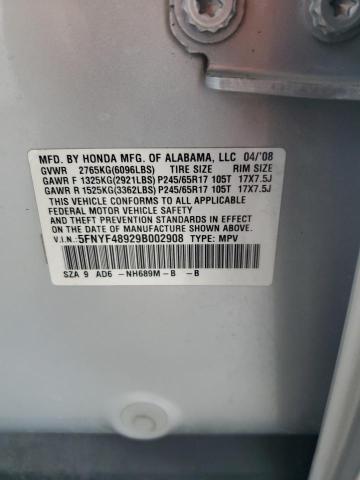 MFD. BY HONDA MFG. OF ALABAMA, LLC 04/'08
GVWR 2765KG(6096LBS) TIRE SIZE RIM SIZE
GAWR F 1325KG(2921LBS) P245/65R17 105T 17X7.5J
GAWR R 1525KG(3362LBS) P245/65R17 105T 17X7.5J
THIS VEHICLE CONFORMS TO ALL APPLICABLE
FEDERAL MOTOR VEHICLE SAFETY
AND THEFT PREVENTION STANDARDS IN EFFECT
ON THE DATE OF MANUFACTURE SHOWN ABOVE.
V.I.N.:5FNYF48929B002908 TYPE: MPV
SZA 9 AD6 -NH689M-B -B